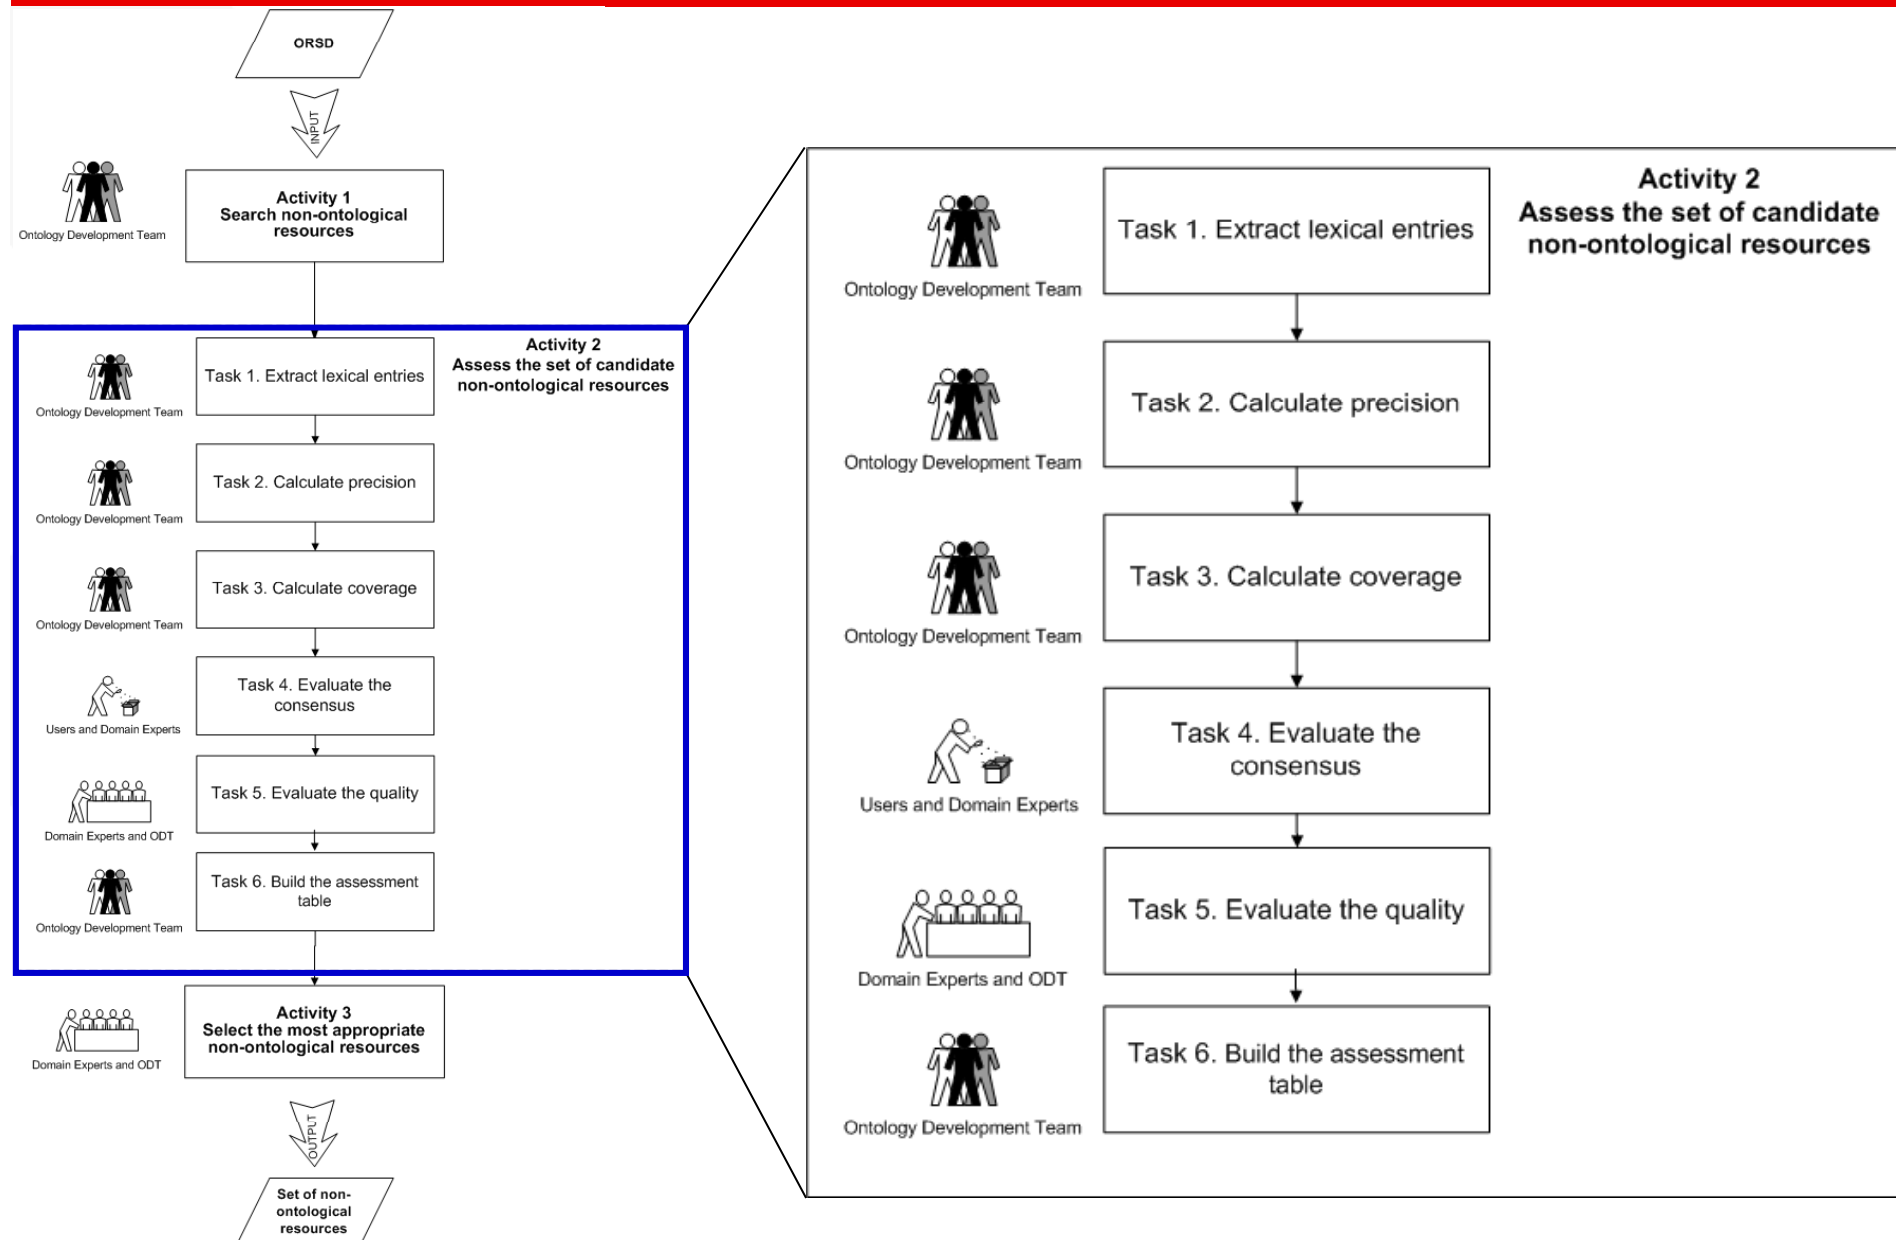 ORSD
INPUT
Activity 1
Search non-ontological
resources
Ontology Development Team
Activity 2
Assess the set of candidate
non-ontological resources
Task 1. Extract lexical entries
Ontology Development Team
Task 2. Calculate precision
Ontology Development Team
Task 3. Calculate coverage
Ontology Development Team
Task 4. Evaluate the
consensus
Users and Domain Experts
Task 5. Evaluate the quality
Domain Experts and ODT
Task 6. Build the assessment
table
Ontology Development Team
Activity 3
Select the most appropriate
non-ontological resources
Domain Experts and ODT
OUTPUT
Set of non-
ontological
resources
Activity 2
Assess the set of candidate
non-ontological resources
Task 1. Extract lexical entries
Ontology Development Team
Task 2. Calculate precision
Ontology Development Team
Task 3. Calculate coverage
Ontology Development Team
Task 4. Evaluate the
consensus
Users and Domain Experts
Task 5. Evaluate the quality
Domain Experts and ODT
Task 6. Build the assessment
table
Ontology Development Team